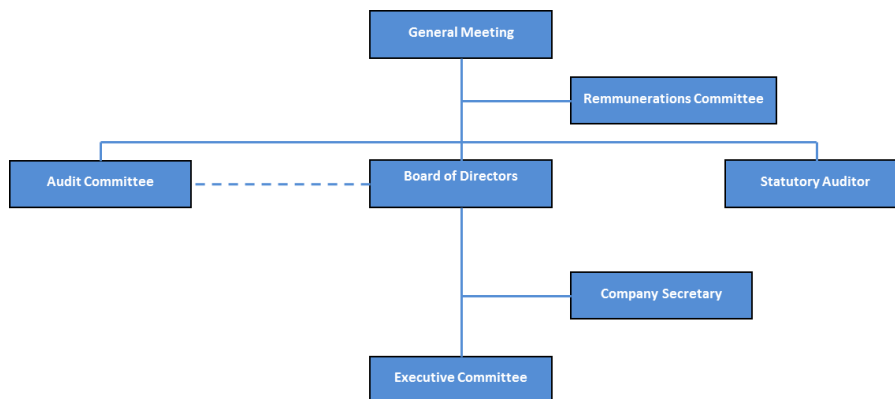 General Meeting
Remmunerations Committee
Audit Committee
Board of Directors
Statutory Auditor
Company Secretary
Executive Committee